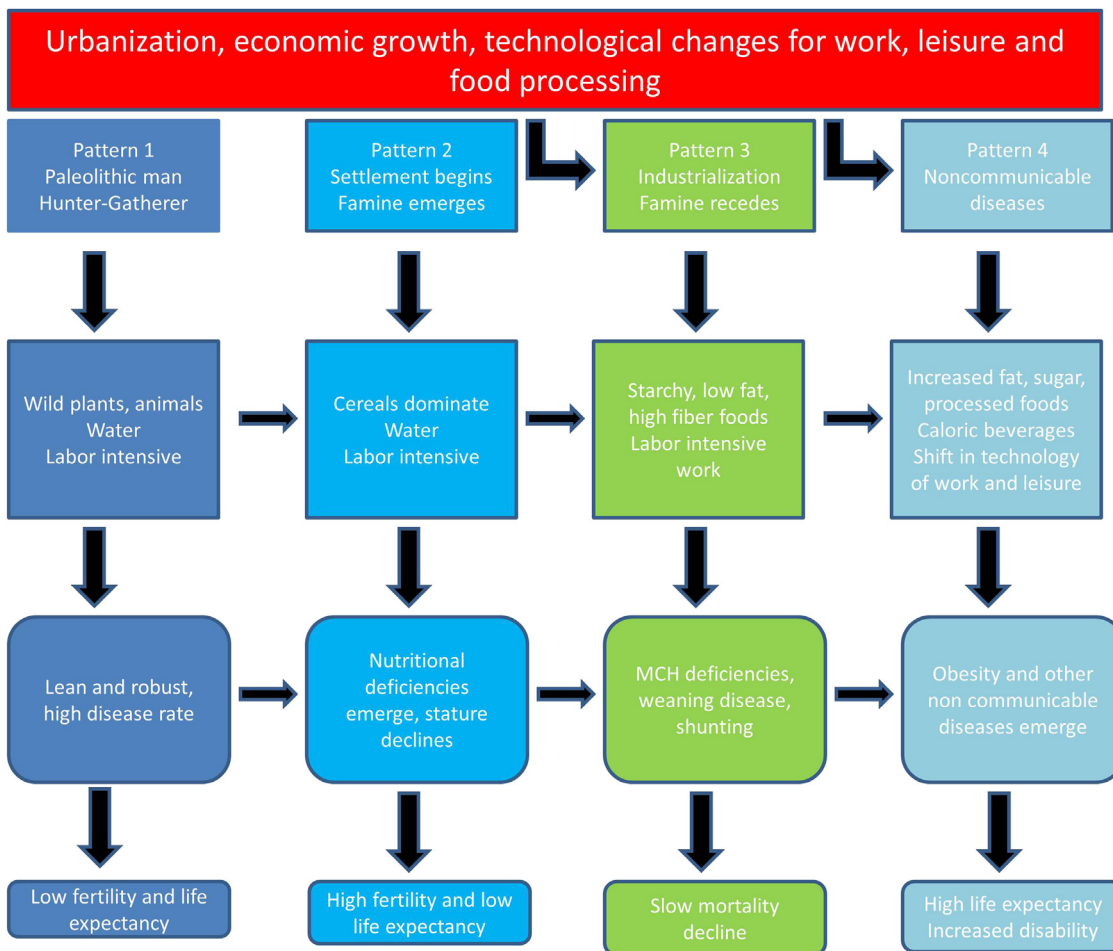 Urbanization, economic growth, technological changes for work, leisure and
food processing
Pattern 1
Paleolithic man
Hunter-Gatherer
Pattern 2
Settlement begins
Famine emerges
Pattern 3
Industrialization
Famine recedes
Pattern 4
Noncommunicable
diseases
Wild plants, animals
Water
Labor intensive
Cereals dominate
Water
Labor intensive
Starchy, low fat,
high fiber foods
Labor intensive
work
Increased fat, sugar,
processed foods
Caloric beverages
Shift in technology
of work and leisure
Lean and robust,
high disease rate
Nutritional
deficiencies
emerge, stature
declines
MCH deficiencies,
weaning disease,
shunting
Obesity and other
non communicable
diseases emerge
Low fertility and life
expectancy
High fertility and low
life expectancy
Slow mortality
decline
High life expectancy
Increased disability